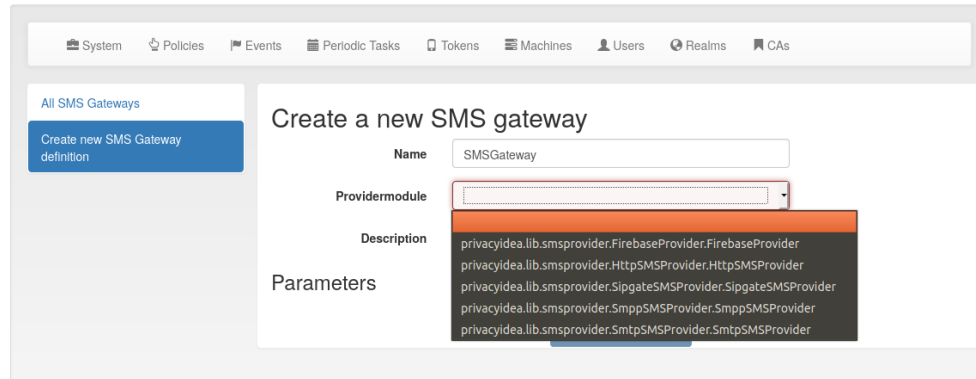 System Policies Events Periodic Tasks Tokens Machines Users Realms CAs
All SMS Gateways
Create new SMS Gateway
definition
Create a new SMS gateway
Name SMSGateway
Providermodule
Description
privacyidea.lib.smsprovider.FirebaseProvider.FirebaseProvider
privacyidea.lib.smsprovider.HttpSMSProvider.HttpSMSProvider
privacyidea.lib.smsprovider.SipgateSMSProvider.SipgateSMSProvider
privacyidea.lib.smsprovider.SmppSMSProvider.SmppSMSProvider
privacyidea.lib.smsprovider.SmtpSMSProvider.SmtpSMSProvider
Parameters